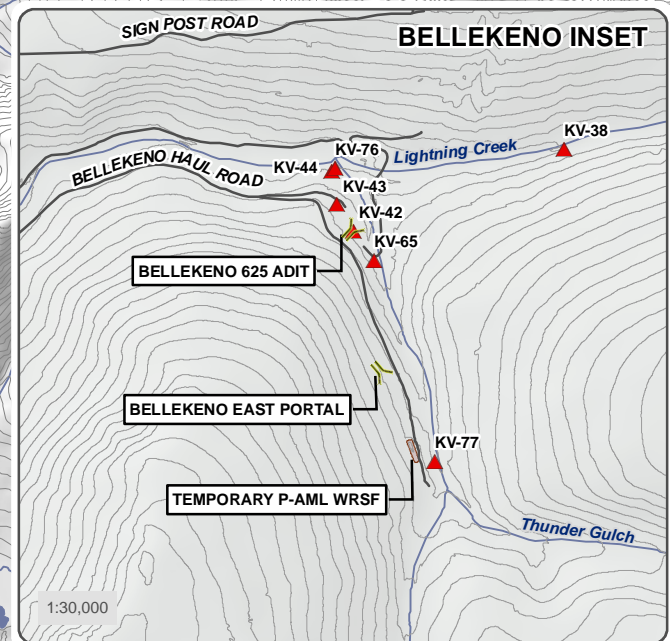 SIGN POST ROAD
BELLEKENO INSET
KV-38
KV-76
Lightning Creek
KV-44
BELLEKENO HAUL ROAD
KV-43
KV-42
KV-65
BELLEKENO 625 ADIT
BELLEKENO EAST PORTAL
KV-77
TEMPORARY P-AML WRSF
Thunder Gulch
1:30,000